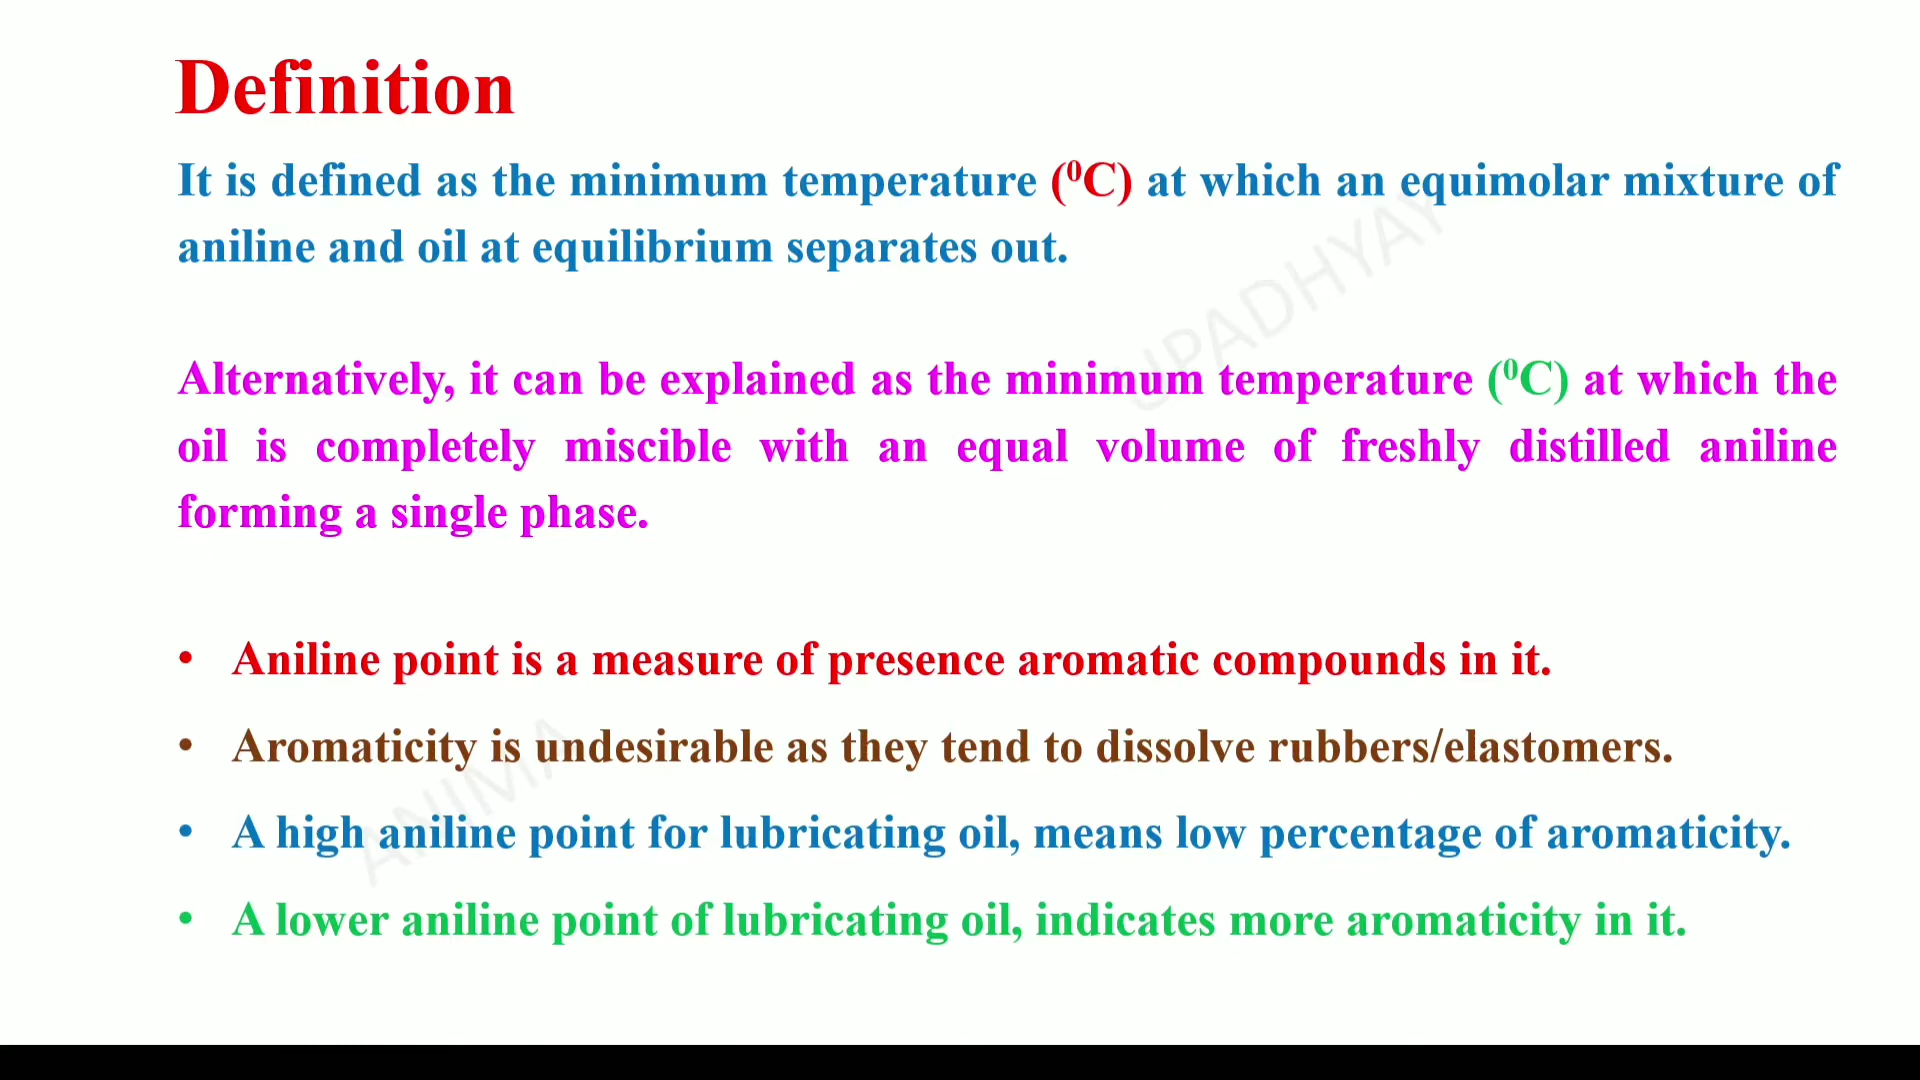 Definition
It is defined as the minimum temperature (⁰C) at which an equimolar mixture of
aniline and oil at equilibrium separates out.
Alternatively, it can be explained as the minimum temperature (⁰C) at which the
oil is completely miscible with an equal volume of freshly distilled aniline
forming a single phase.
• Aniline point is a measure of presence aromatic compounds in it.
• Aromaticity is undesirable as they tend to dissolve rubbers/elastomers.
• A high aniline point for lubricating oil, means low percentage of aromaticity.
• A lower aniline point of lubricating oil, indicates more aromaticity in it.
ANIMA
UPADHYAY